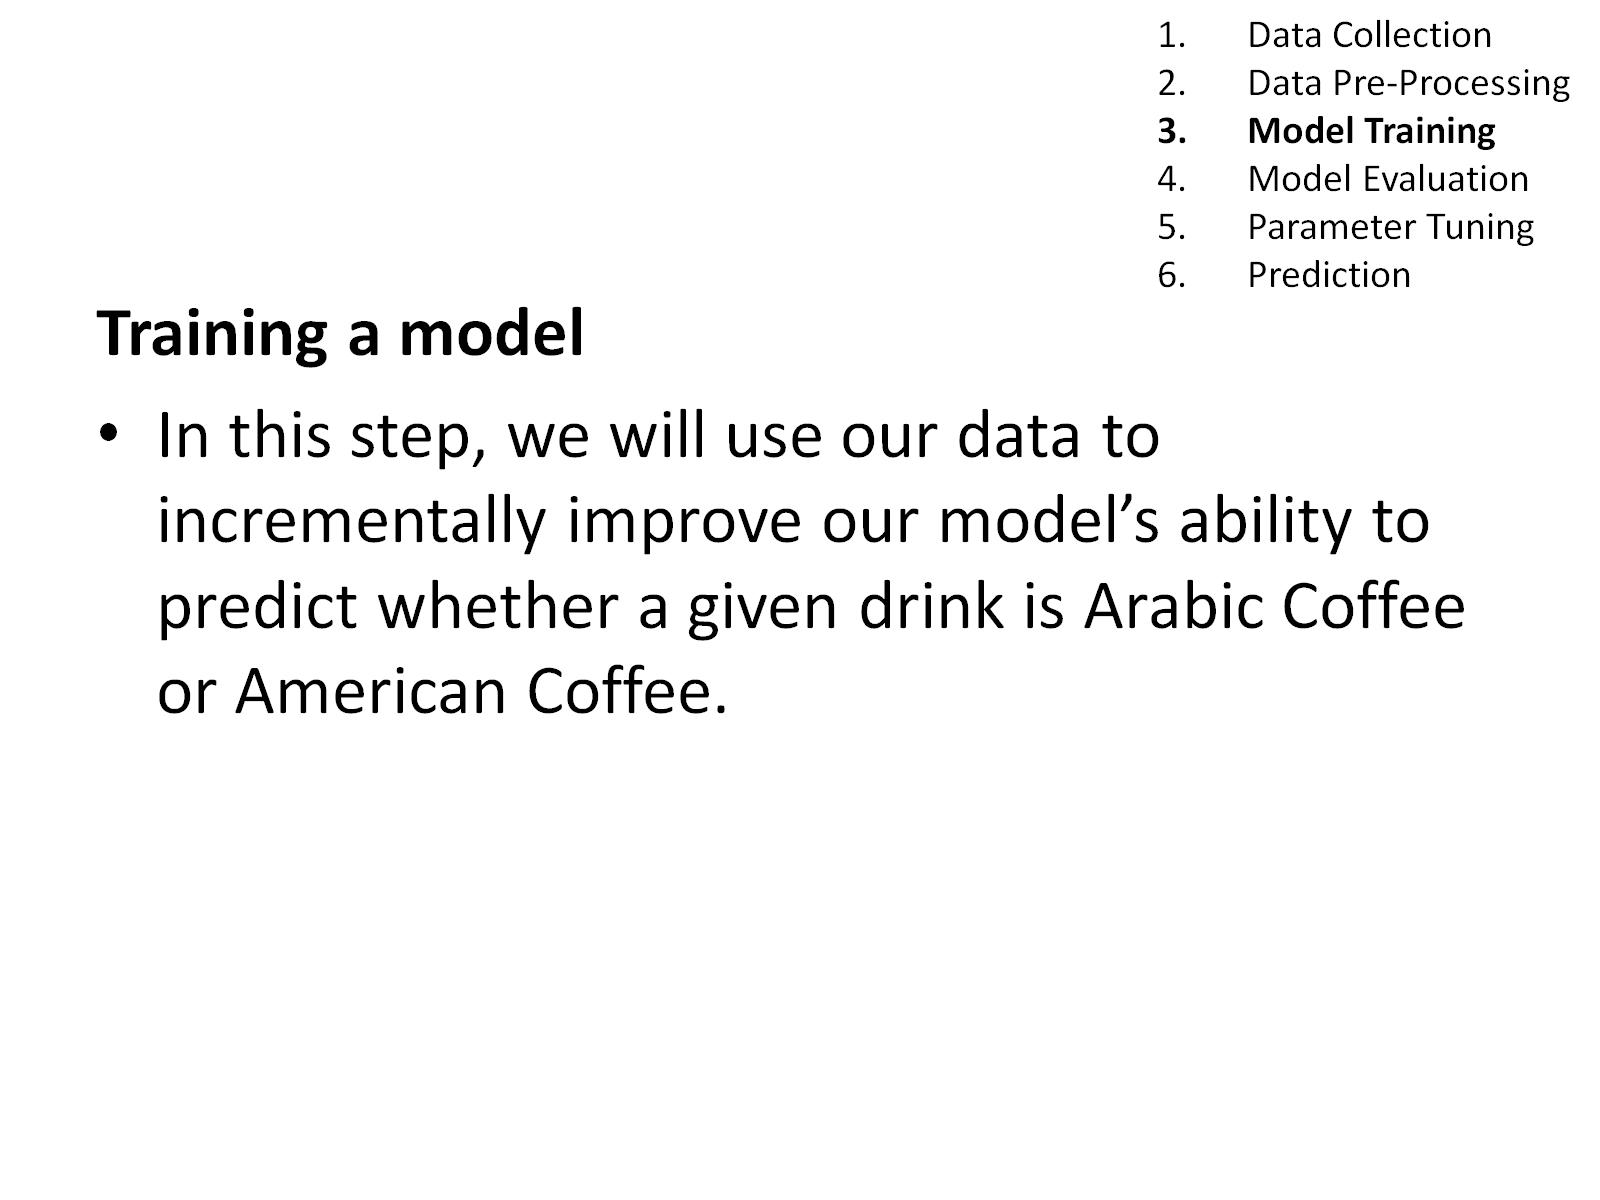 1. Data Collection
2. Data Pre-Processing
3. Model Training
4. Model Evaluation
5. Parameter Tuning
6. Prediction
Training a model
• In this step, we will use our data to
incrementally improve our model’s ability to
predict whether a given drink is Arabic Coffee
or American Coffee.